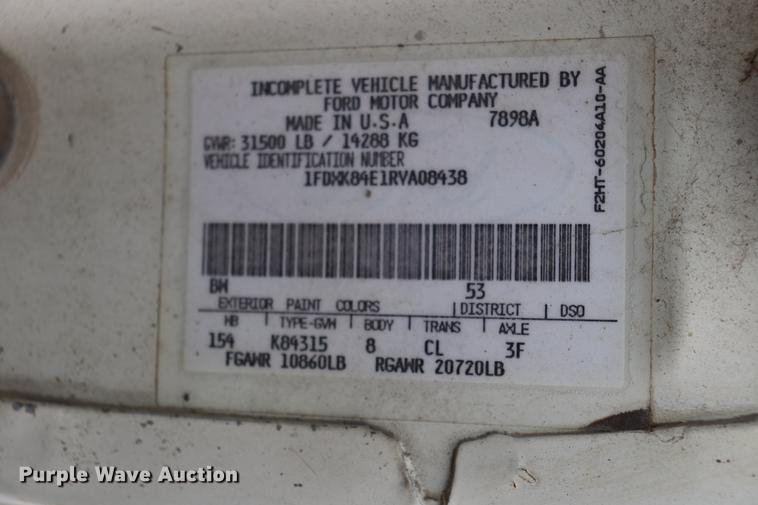 INCOMPLETE VEHICLE MANUFACTURED BY
FORD MOTOR COMPANY
MADE IN U.S.A 7898A
GVWR: 31500 LB / 14288 KG
VEHICLE IDENTIFICATION NUMBER
1FDXK84E1RVA08438
F2HT-60204A10-AA
BW 53
EXTERIOR PAINT COLORS | DISTRICT | DSO
WB | TYPE-GVW | BODY | TRANS | AXLE
154 K84315 8 CL 3F
FGAWR 10860LB RGAWR 20720LB
Purple Wave Auction